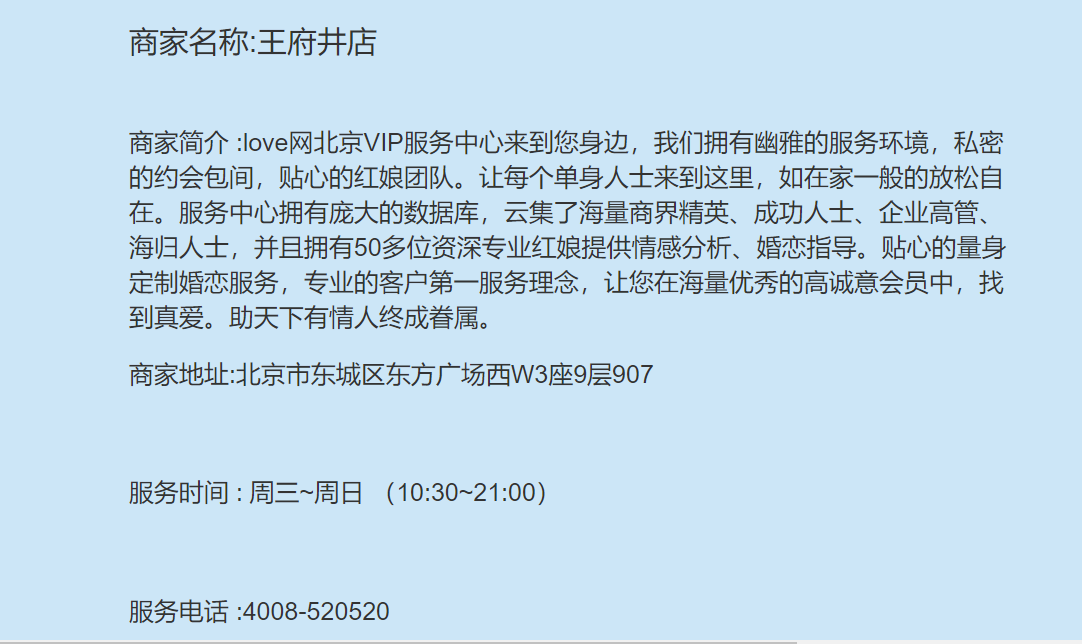 商家名称:王府井店
商家简介 :love网北京VIP服务中心来到您身边，我们拥有幽雅的服务环境，私密
的约会包间，贴心的红娘团队。让每个单身人士来到这里，如在家一般的放松自
在。服务中心拥有庞大的数据库，云集了海量商界精英、成功人士、企业高管、
海归人士，并且拥有50多位资深专业红娘提供情感分析、婚恋指导。贴心的量身
定制婚恋服务，专业的客户第一服务理念，让您在海量优秀的高诚意会员中，找
到真爱。助天下有情人终成眷属。
商家地址:北京市东城区东方广场西W3座9层907
服务时间 : 周三~周日 （10:30~21:00）
服务电话 :4008-520520